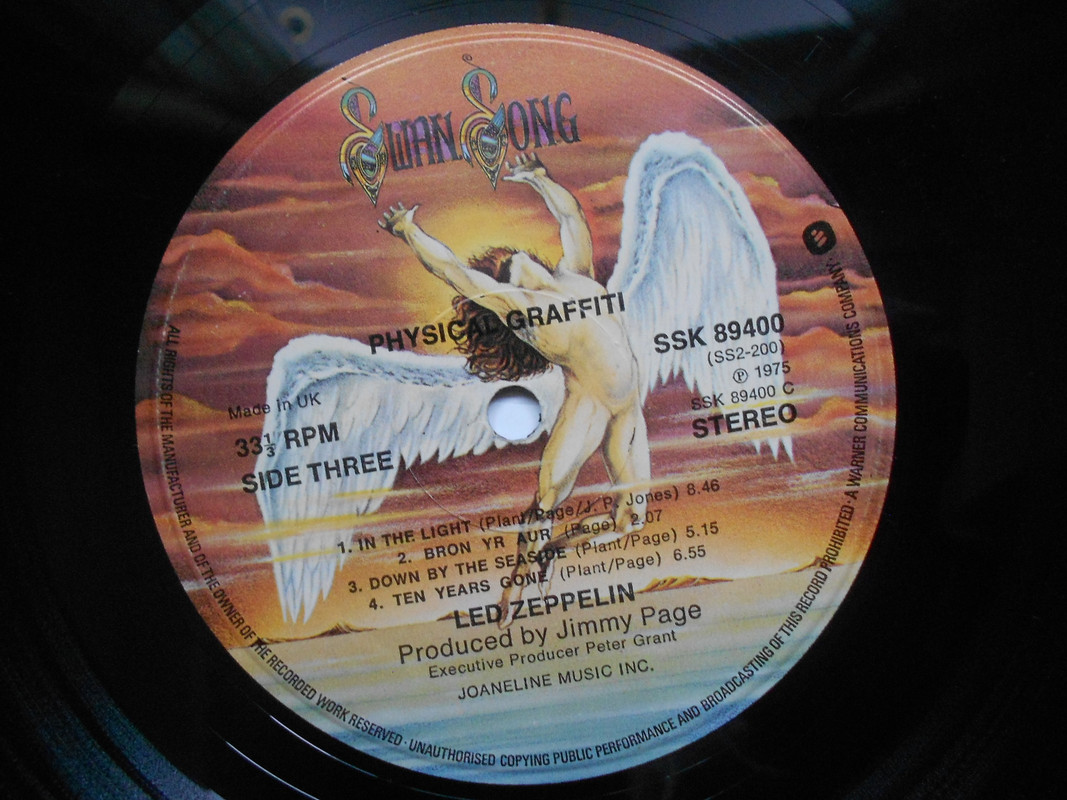 SWAN SONG
®
PHYSICAL GRAFFITI
SSK 89400
(SS2-200)
℗ 1975
SSK 89400 C
STEREO
Made in UK
33⅓ RPM
SIDE THREE
1. IN THE LIGHT (Plant/Page/J. P. Jones) 8.46
2. BRON YR AUR (Page) 2.07
3. DOWN BY THE SEASIDE (Plant/Page) 5.15
4. TEN YEARS GONE (Plant/Page) 6.55
LED ZEPPELIN
Produced by Jimmy Page
Executive Producer Peter Grant
JOANELINE MUSIC INC.
ALL RIGHTS OF THE MANUFACTURER AND OF THE OWNER OF THE RECORDED WORK RESERVED · UNAUTHORISED COPYING PUBLIC PERFORMANCE AND BROADCASTING OF THIS RECORD PROHIBITED · A WARNER COMMUNICATIONS COMPANY ·